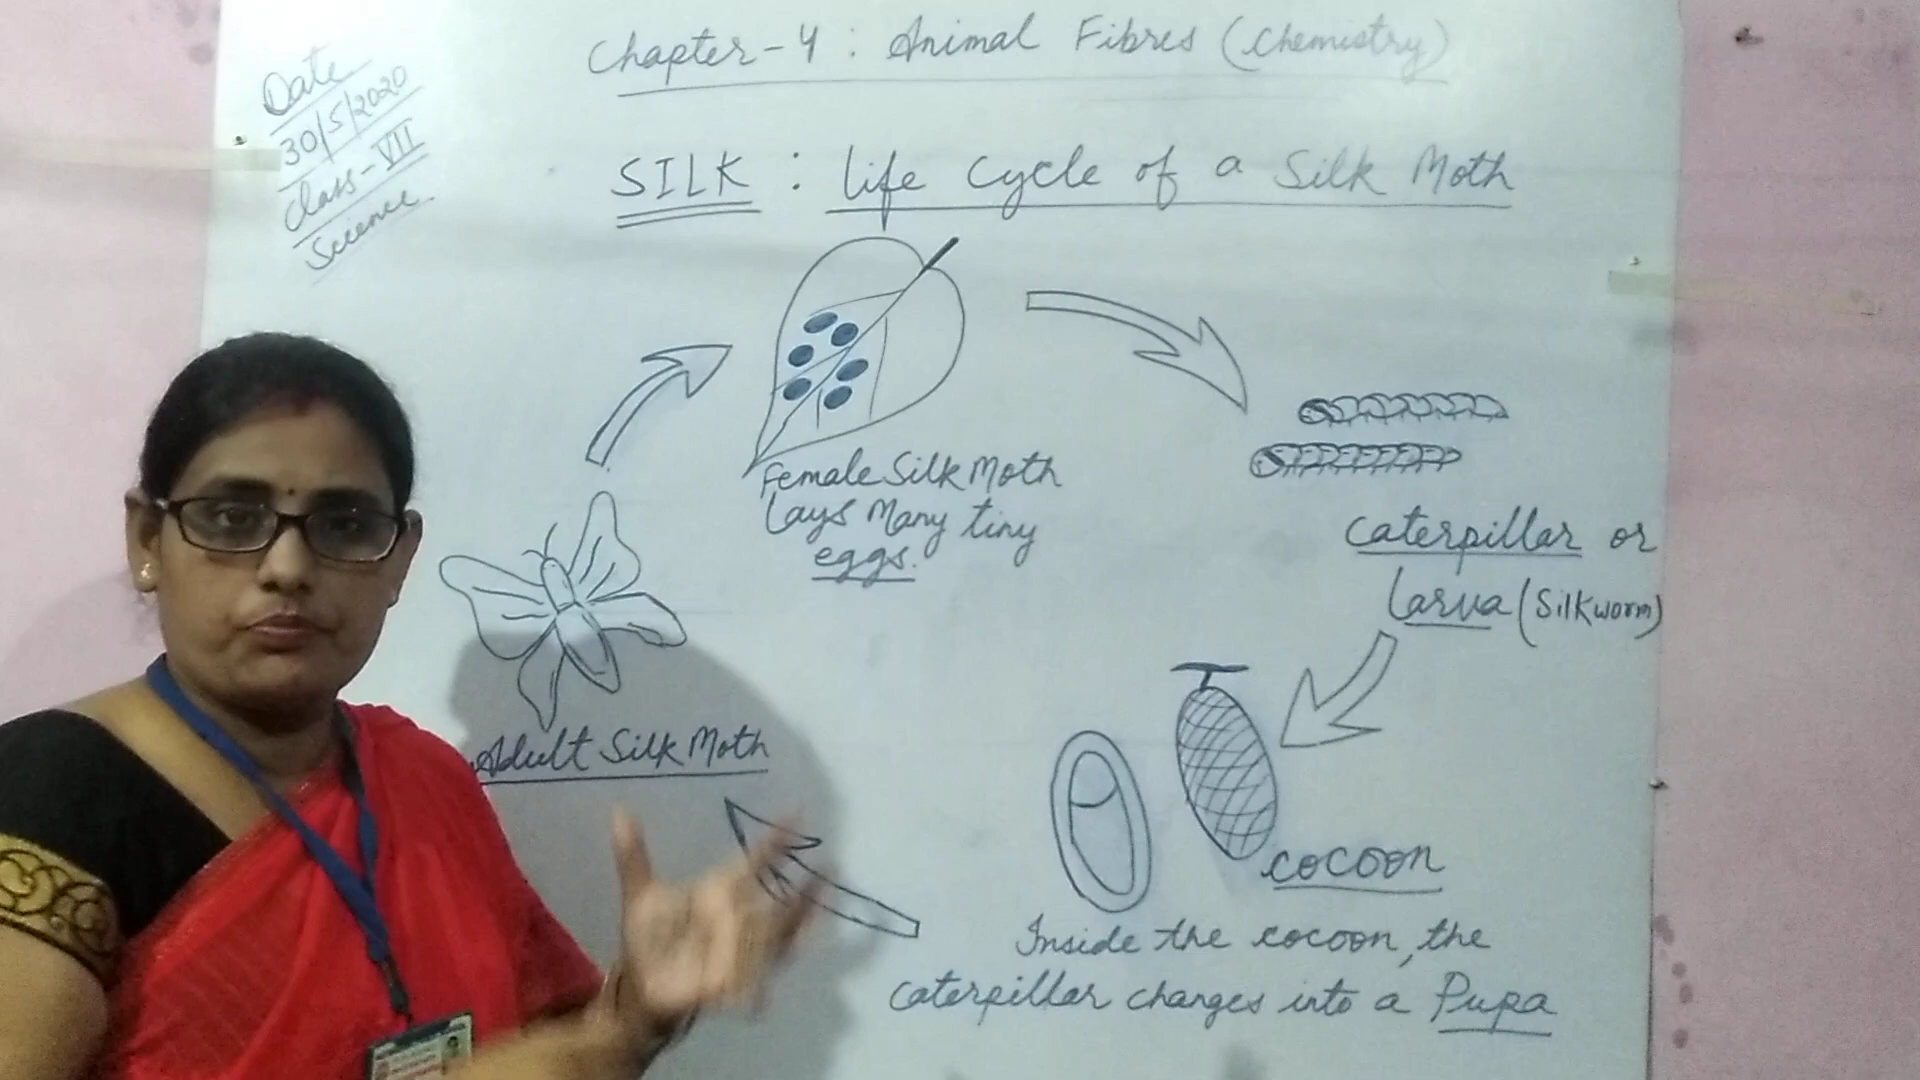 Date
30/5/2020
Class-VII
Science
Chapter-4 : Animal Fibres (Chemistry)
SILK : Life Cycle of a Silk Moth
Female Silk Moth
Lays Many tiny
eggs.
Caterpillar or
Larva (Silkworm)
Adult Silk Moth
Cocoon
Inside the cocoon, the
caterpillar changes into a Pupa